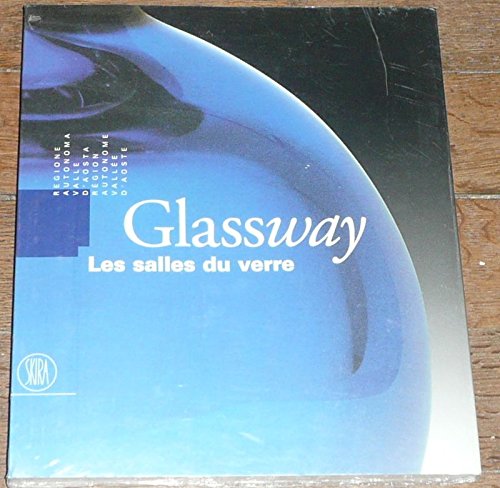 REGIONE
AUTONOMA
VALLE
D'AOSTA
RÉGION
AUTONOME
VALLÉE
D'AOSTE
Glassway
Les salles du verre
SKIRA